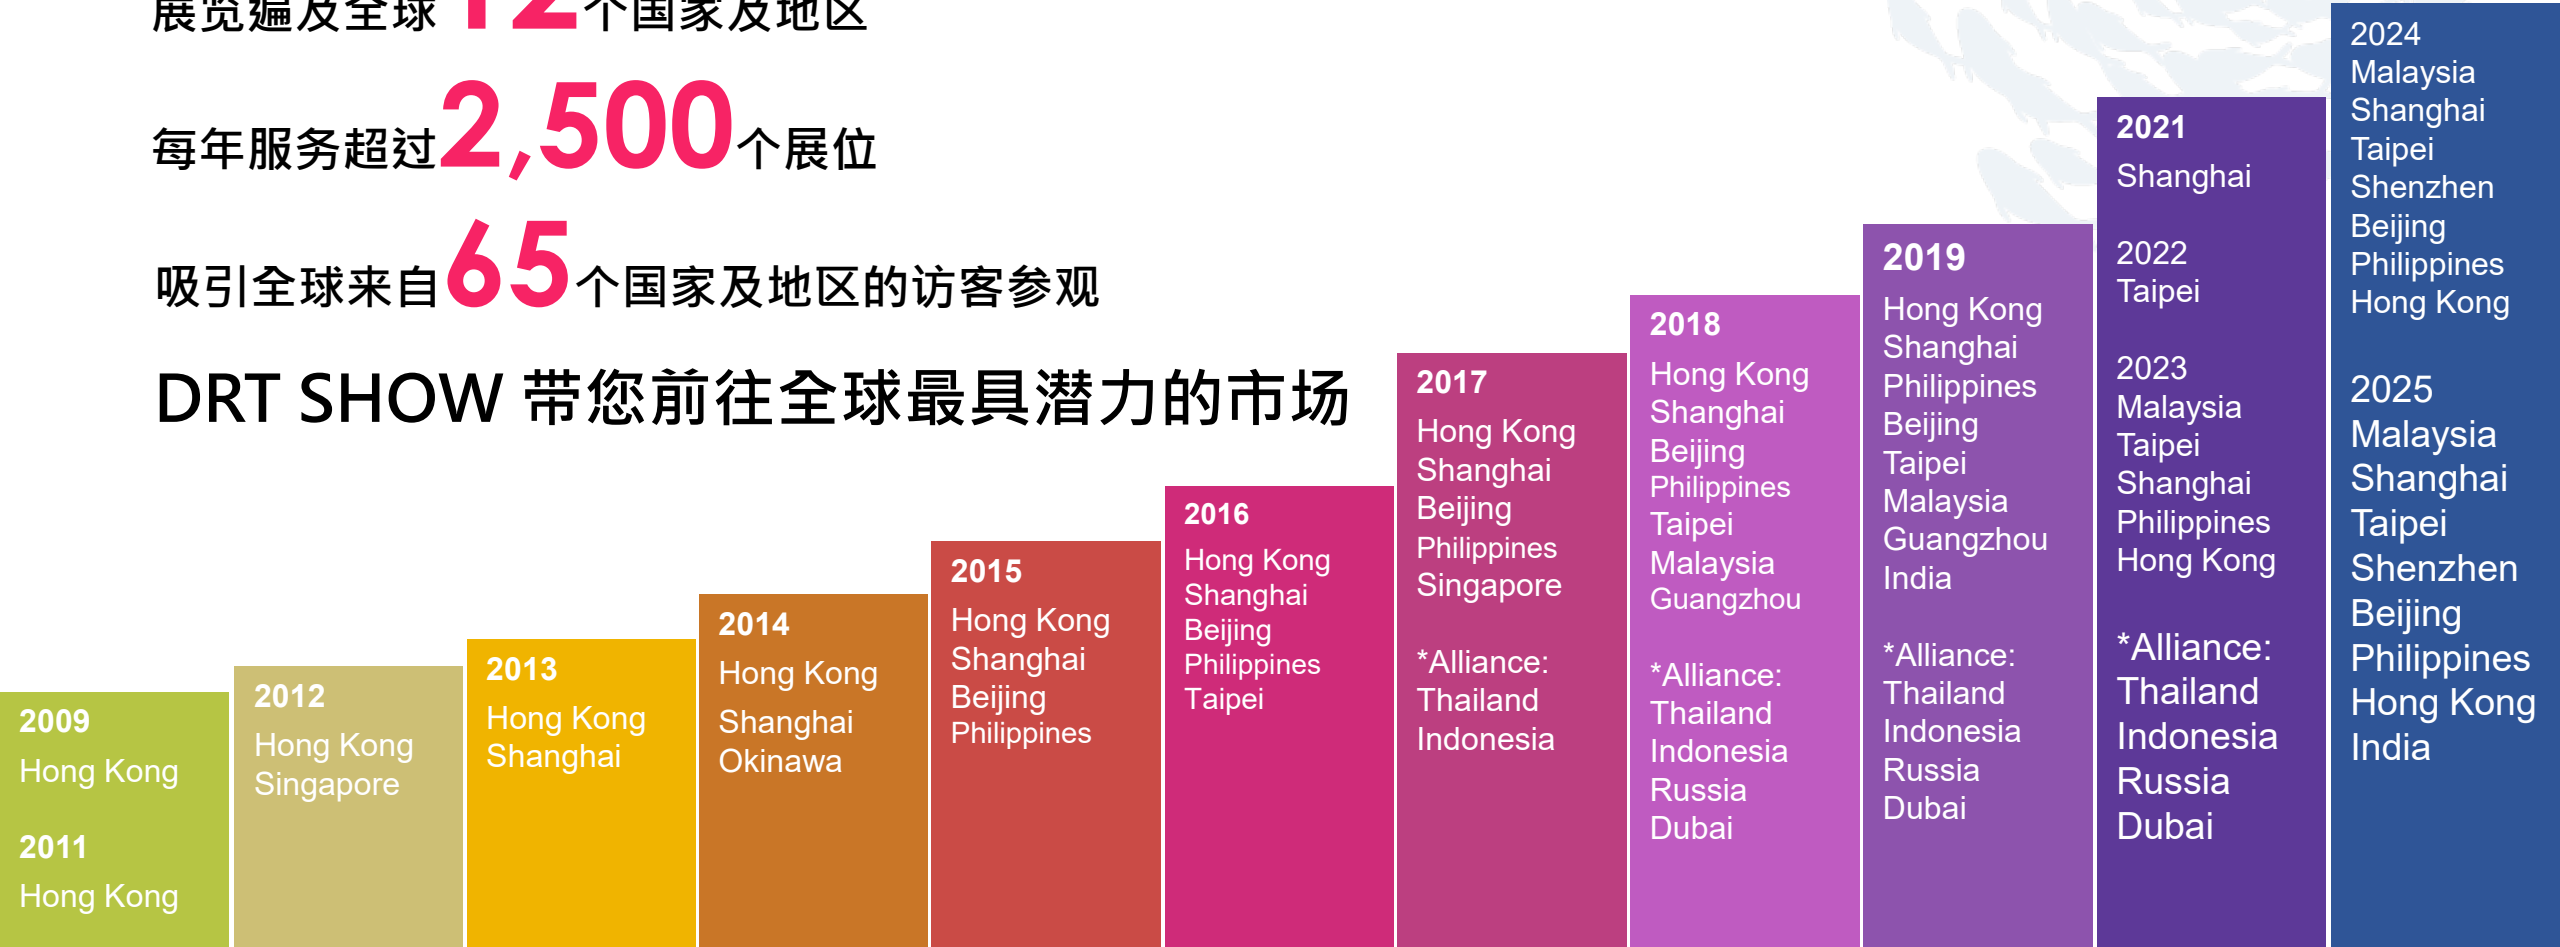 展览遍及全球12个国家及地区
每年服务超过2,500个展位
吸引全球来自65个国家及地区的访客参观
DRT SHOW 带您前往全球最具潜力的市场
2009
Hong Kong
2011
Hong Kong
2012
Hong Kong
Singapore
2013
Hong Kong
Shanghai
2014
Hong Kong
Shanghai
Okinawa
2015
Hong Kong
Shanghai
Beijing
Philippines
2016
Hong Kong
Shanghai
Beijing
Philippines
Taipei
2017
Hong Kong
Shanghai
Beijing
Philippines
Singapore
*Alliance:
Thailand
Indonesia
2018
Hong Kong
Shanghai
Beijing
Philippines
Taipei
Malaysia
Guangzhou
*Alliance:
Thailand
Indonesia
Russia
Dubai
2019
Hong Kong
Shanghai
Philippines
Beijing
Taipei
Malaysia
Guangzhou
India
*Alliance:
Thailand
Indonesia
Russia
Dubai
2021
Shanghai
2022
Taipei
2023
Malaysia
Taipei
Shanghai
Philippines
Hong Kong
*Alliance:
Thailand
Indonesia
Russia
Dubai
2024
Malaysia
Shanghai
Taipei
Shenzhen
Beijing
Philippines
Hong Kong
2025
Malaysia
Shanghai
Taipei
Shenzhen
Beijing
Philippines
Hong Kong
India